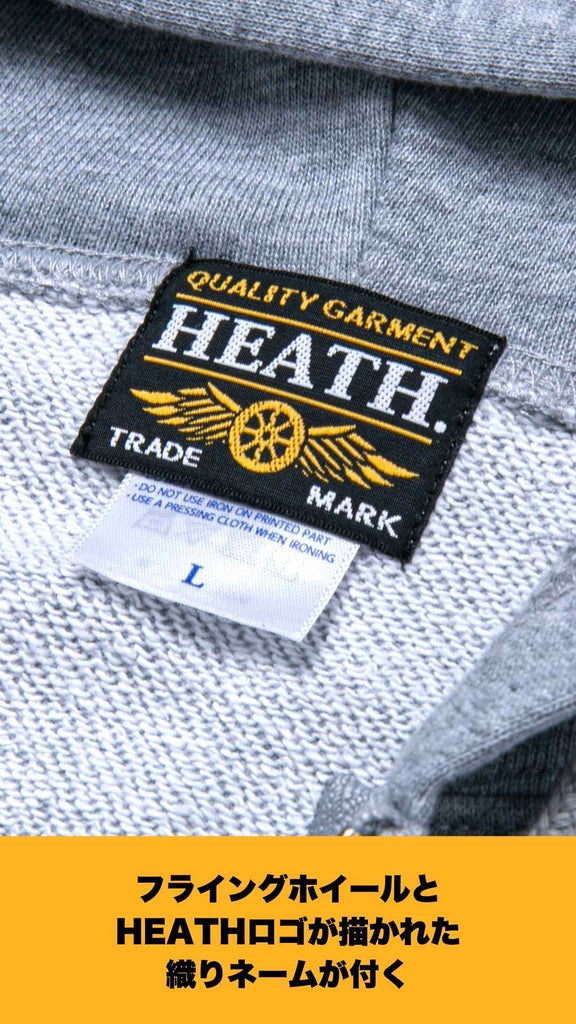 QUALITY GARMENT
HEATH.
TRADE
MARK
・DO NOT USE IRON ON PRINTED PART
・USE A PRESSING CLOTH WHEN IRONING
L
フライングホイールと
HEATHロゴが描かれた
織りネームが付く